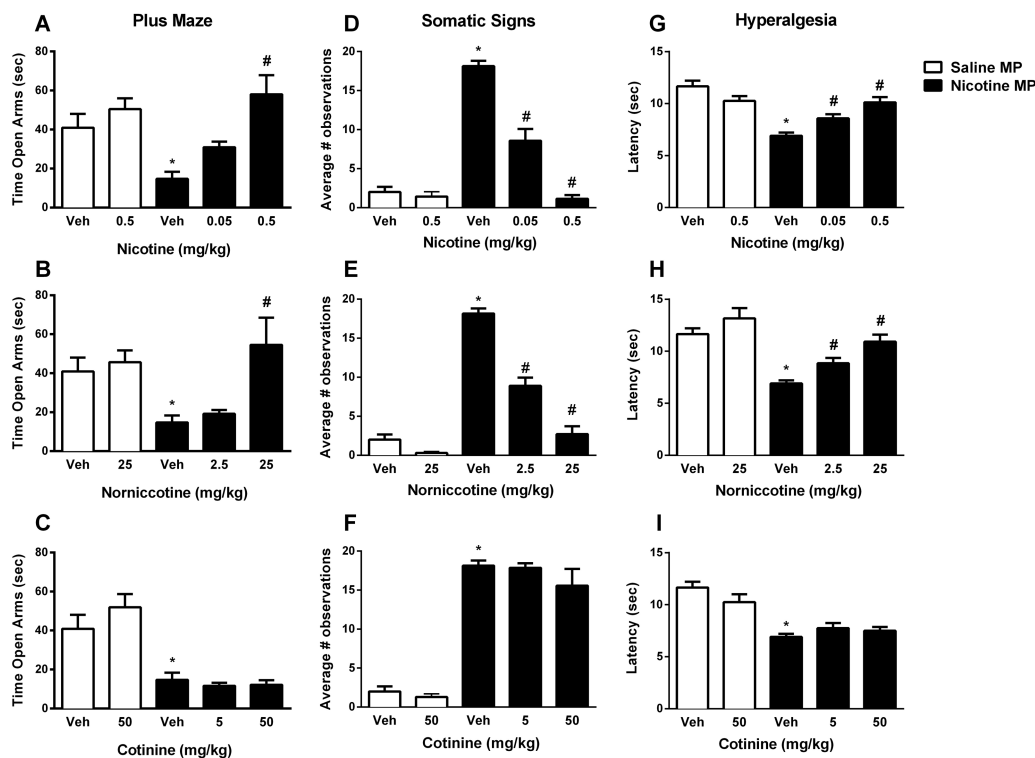 Plus Maze
Somatic Signs
Hyperalgesia
Saline MP
Nicotine MP
A
Time Open Arms (sec)
80
60
40
20
0
Veh 0.5 Veh 0.05 0.5
* #
Nicotine (mg/kg)
D
Average # observations
20
15
10
5
0
Veh 0.5 Veh 0.05 0.5
* # #
Nicotine (mg/kg)
G
Latency (sec)
15
10
5
0
Veh 0.5 Veh 0.05 0.5
* # #
Nicotine (mg/kg)
B
Time Open Arms (sec)
80
60
40
20
0
Veh 25 Veh 2.5 25
* #
Norniccotine (mg/kg)
E
Average # observations
20
15
10
5
0
Veh 25 Veh 2.5 25
* # #
Norniccotine (mg/kg)
H
Latency (sec)
15
10
5
0
Veh 25 Veh 2.5 25
* # #
Norniccotine (mg/kg)
C
Time Open Arms (sec)
80
60
40
20
0
Veh 50 Veh 5 50
*
Cotinine (mg/kg)
F
Average # observations
20
15
10
5
0
Veh 50 Veh 5 50
*
Cotinine (mg/kg)
I
Latency (sec)
15
10
5
0
Veh 50 Veh 5 50
*
Cotinine (mg/kg)